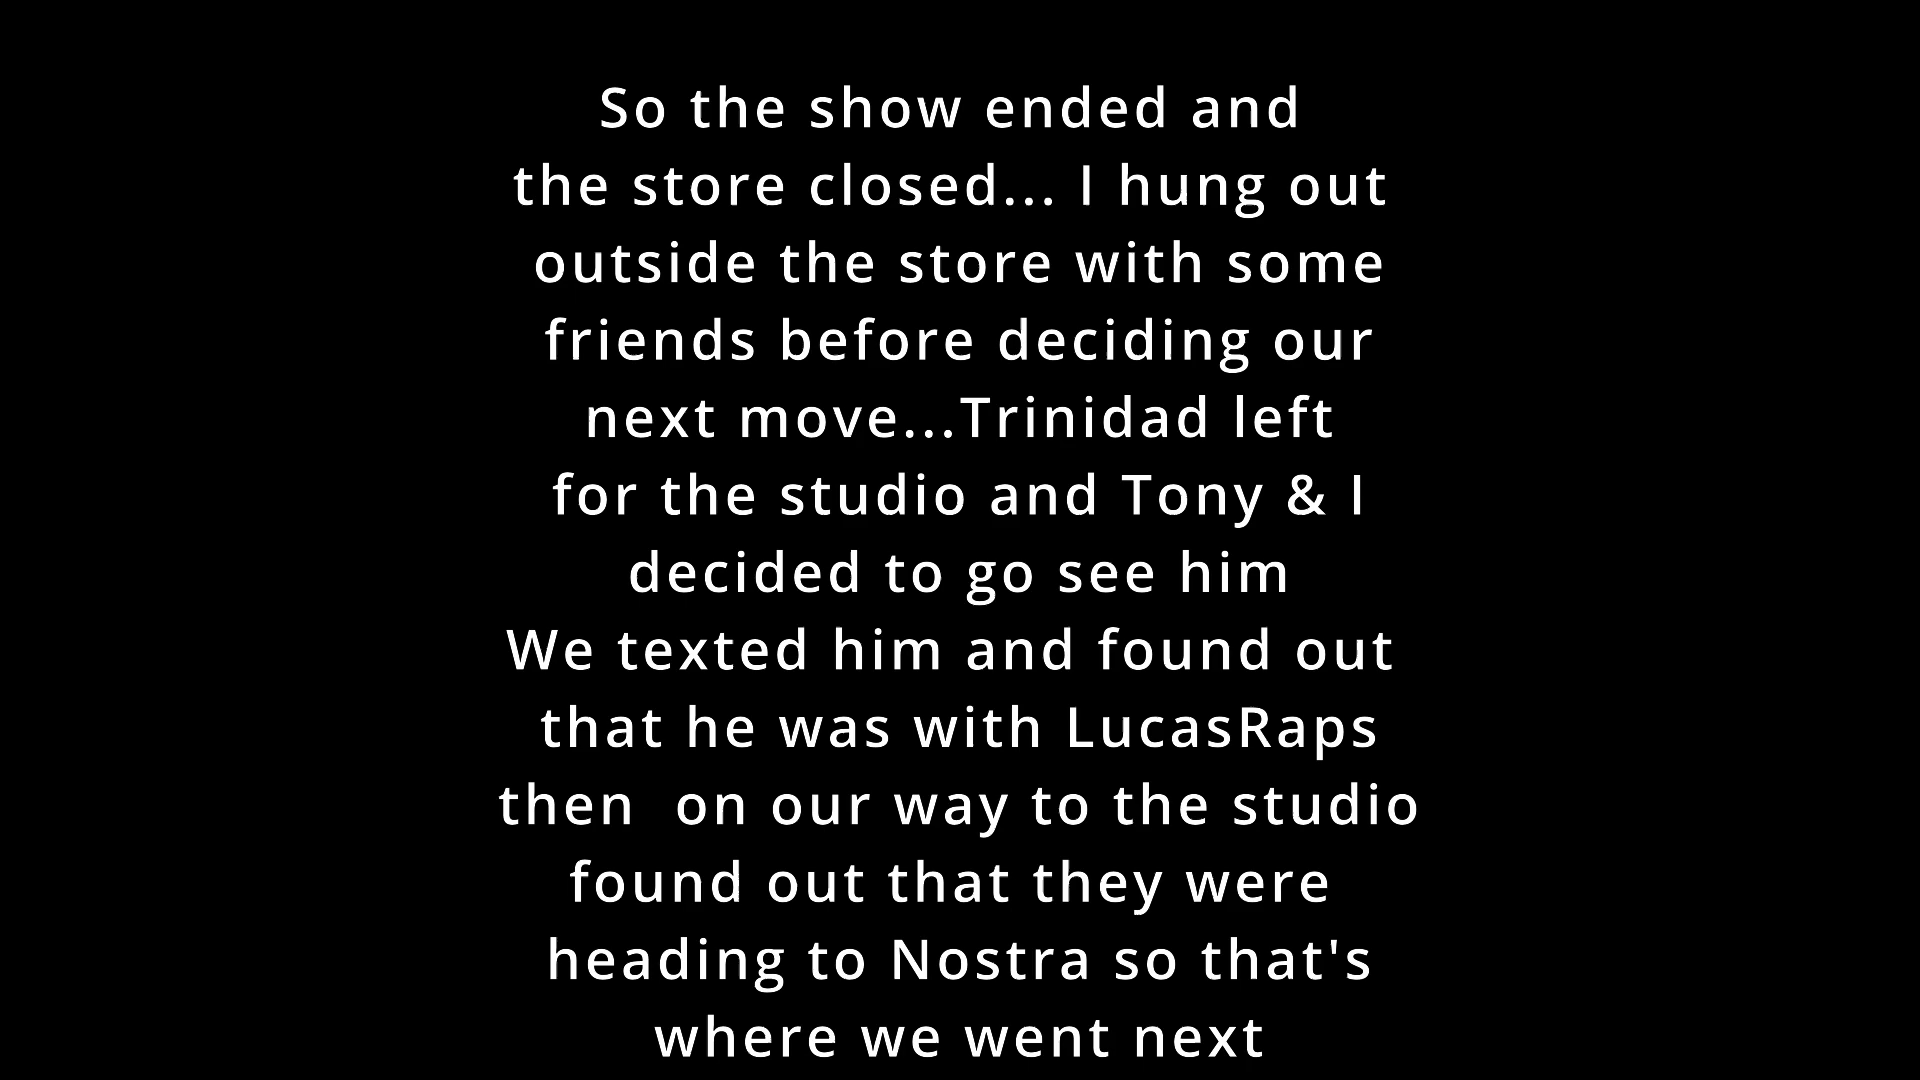 So the show ended and
the store closed... I hung out
outside the store with some
friends before deciding our
next move...Trinidad left
for the studio and Tony & I
decided to go see him
We texted him and found out
that he was with LucasRaps
then  on our way to the studio
found out that they were
heading to Nostra so that's
where we went next